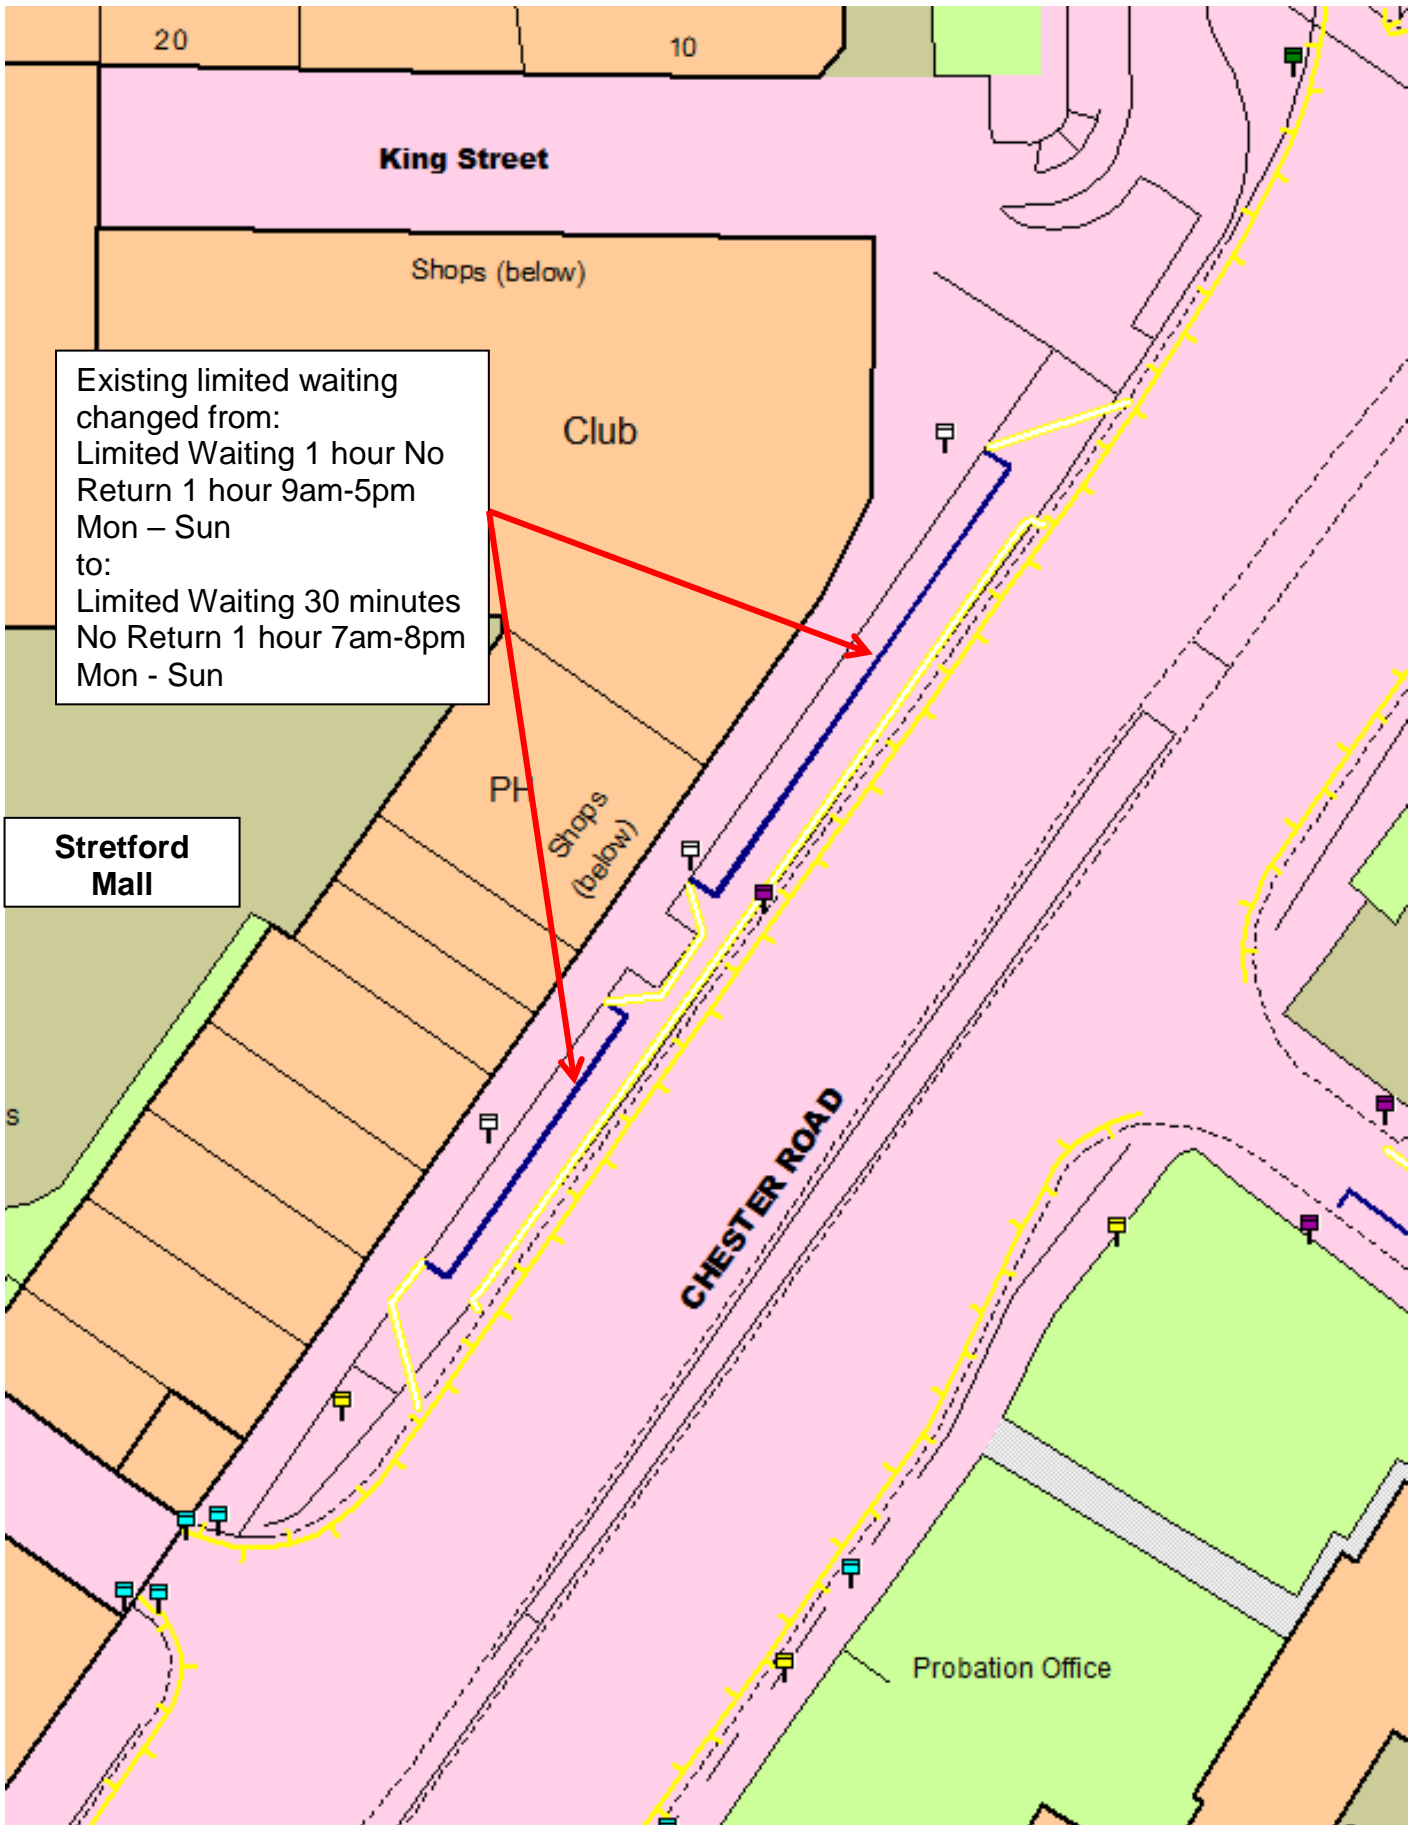 20
10
King Street
Shops (below)
Existing limited waiting
changed from:
Limited Waiting 1 hour No
Return 1 hour 9am-5pm
Mon – Sun
to:
Limited Waiting 30 minutes
No Return 1 hour 7am-8pm
Mon - Sun
Club
PH
Shops
(below)
Stretford
Mall
s
CHESTER ROAD
Probation Office